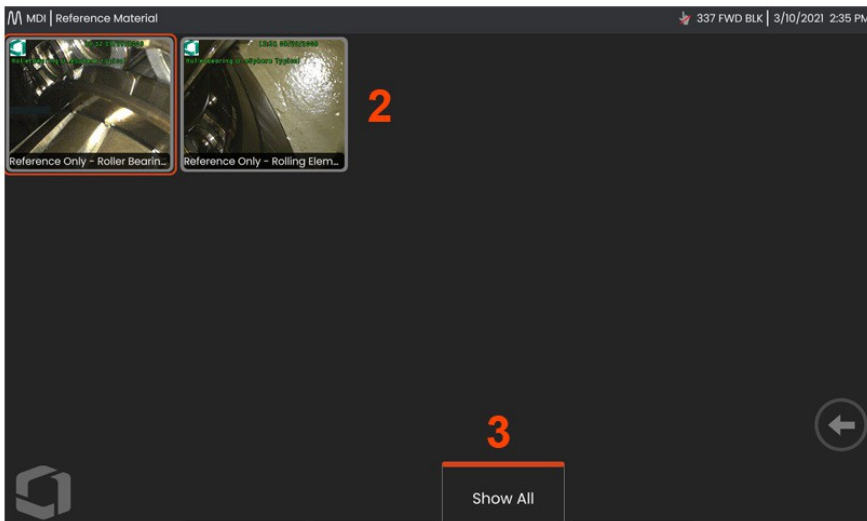 MDI | Reference Material
337 FWD BLK | 3/10/2021 2:35 PM
Reference Only - Roller Bearin...
Reference Only - Rolling Elem...
2
3
Show All